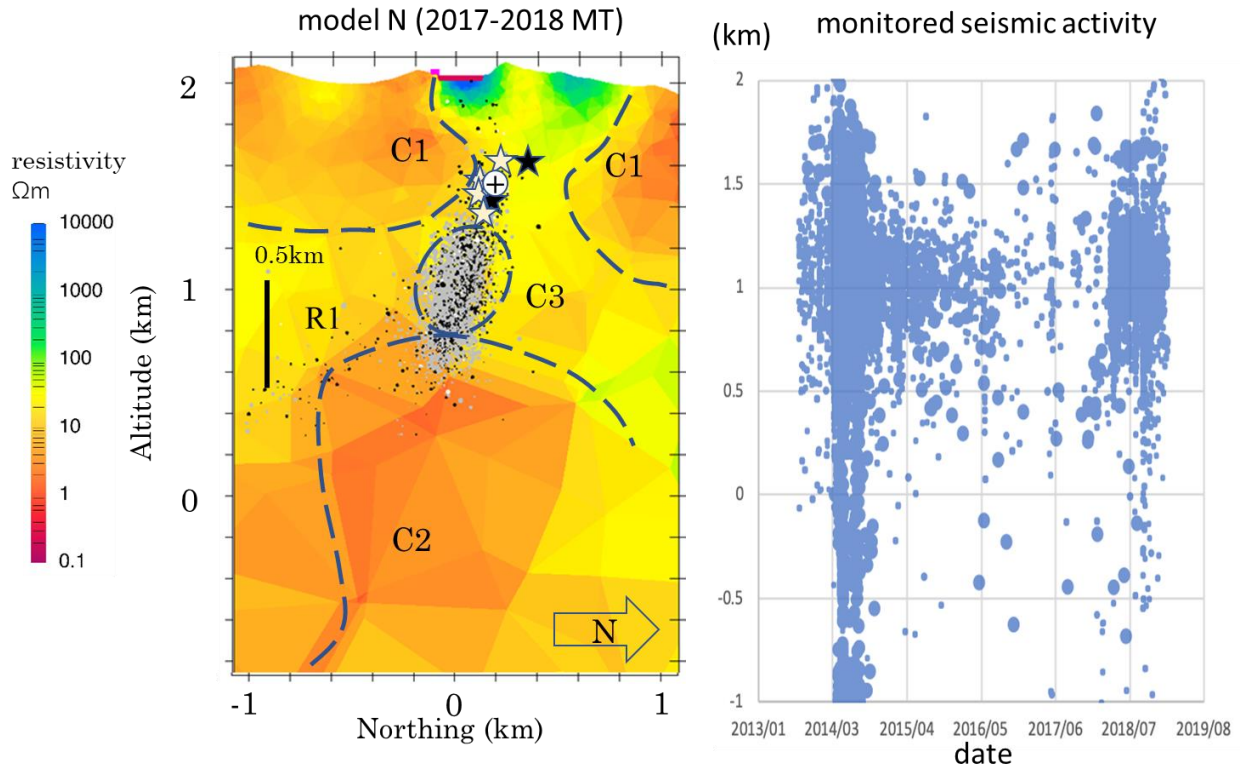 model N (2017-2018 MT)
resistivity
Ωm
10000
1000
100
10
1
0.1
Altitude (km)
2
1
0
C1
C1
0.5km
R1
C3
C2
N
-1
0
1
Northing (km)
monitored seismic activity
(km)
2
1.5
1
0.5
0
-0.5
-1
2013/01
2014/03
2015/04
2016/05
2017/06
2018/07
2019/08
date